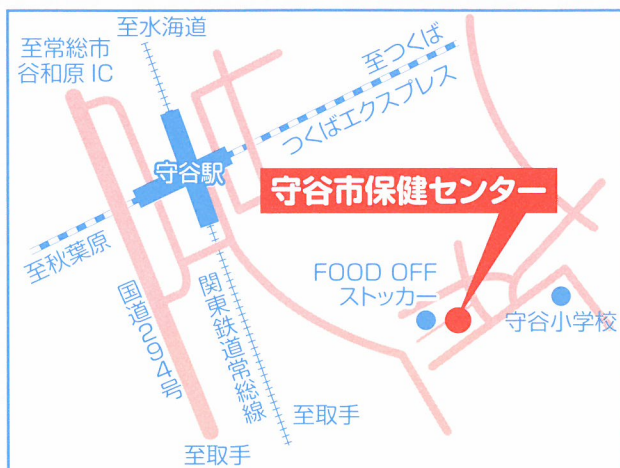 至水海道
至常総市
谷和原 IC
至つくば
つくばエクスプレス
守谷駅
守谷市保健センター
至秋葉原
国道294号
関東鉄道常総線
FOOD OFF
ストッカー
守谷小学校
至取手
至取手